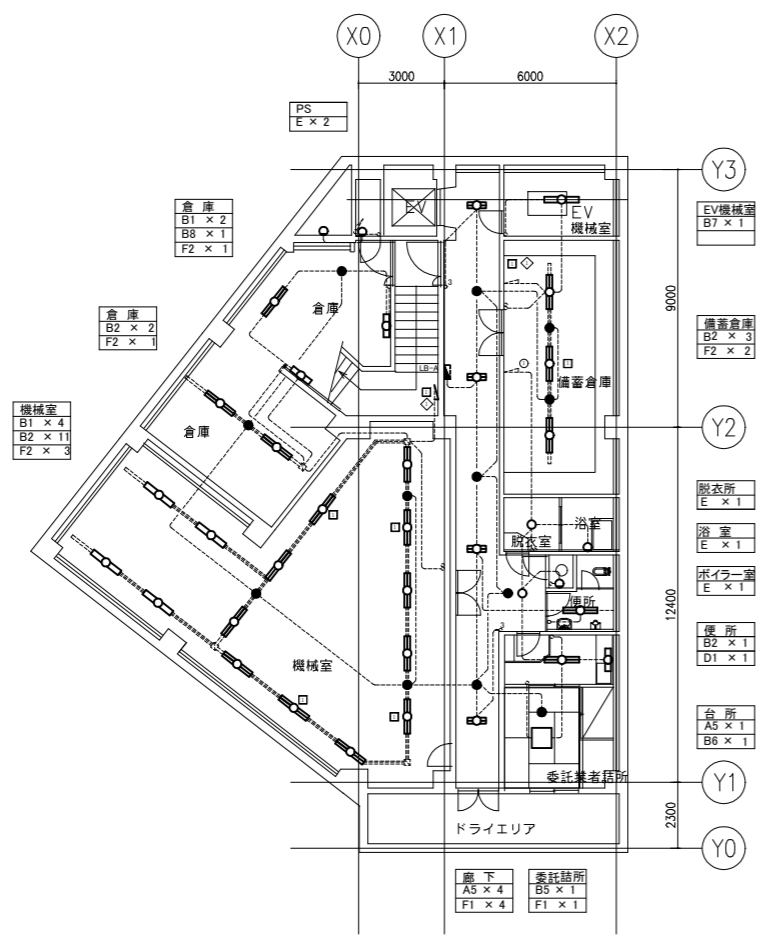 X0
X1
X2
3000
6000
PS
E × 2
Y3
倉 庫
B1 × 2
B8 × 1
F2 × 1
EV
EV
機械室
EV機械室
B7 × 1
9000
倉庫
倉 庫
B2 × 2
F2 × 1
備蓄倉庫
B2 × 3
F2 × 2
3
LB-A
備蓄倉庫
機械室
B1 × 4
B2 × 11
F2 × 3
倉庫
Y2
脱衣所
E × 1
浴室
脱衣室
浴 室
E × 1
ボイラー室
E × 1
便所
12400
便 所
B2 × 1
D1 × 1
3
機械室
台 所
A5 × 1
B6 × 1
委託業者詰所
Y1
ドライエリア
2300
Y0
廊 下
A5 × 4
F1 × 4
委託詰所
B5 × 1
F1 × 1